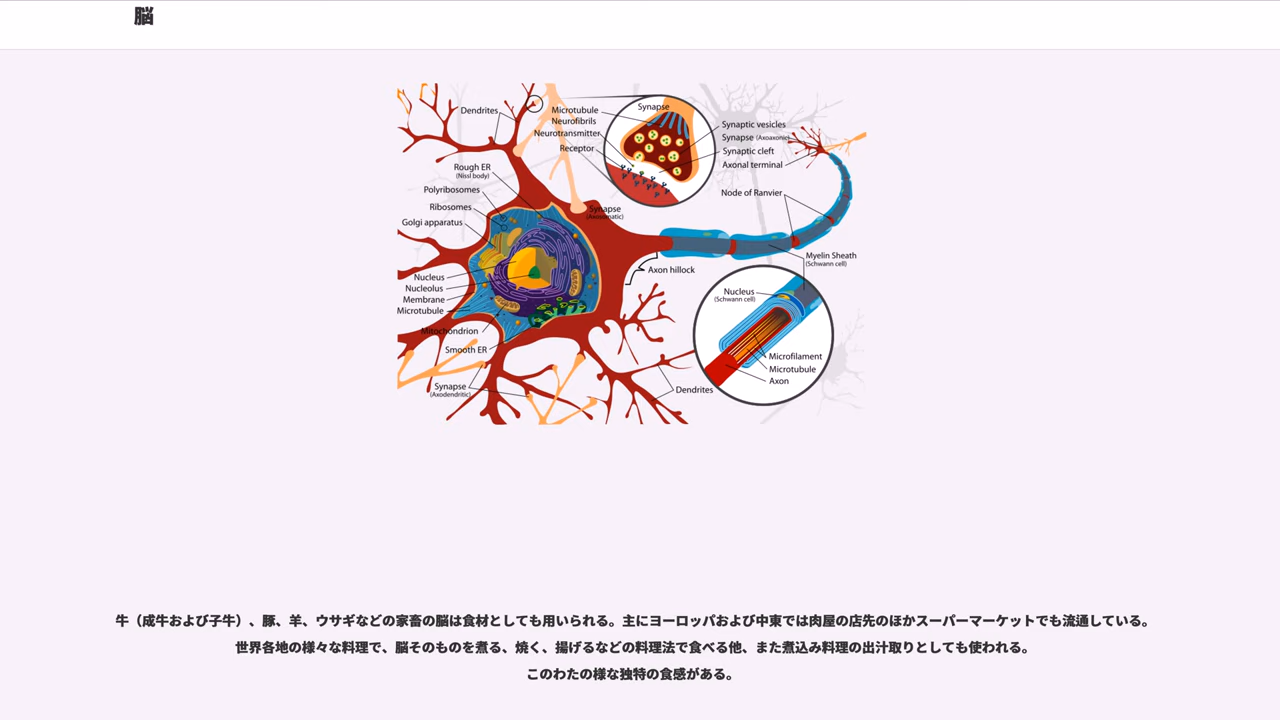 脳
Dendrites
Microtubule
Neurofibrils
Neurotransmitter
Receptor
Synapse
Synaptic vesicles
Synapse (Axoaxonic)
Synaptic cleft
Axonal terminal
Rough ER
(Nissl body)
Polyribosomes
Ribosomes
Golgi apparatus
Synapse
(Axosomatic)
Node of Ranvier
Myelin Sheath
(Schwann cell)
Axon hillock
Nucleus
Nucleolus
Membrane
Microtubule
Mitochondrion
Smooth ER
Synapse
(Axodendritic)
Dendrites
Nucleus
(Schwann cell)
Microfilament
Microtubule
Axon
牛（成牛および子牛）、豚、羊、ウサギなどの家畜の脳は食材としても用いられる。主にヨーロッパおよび中東では肉屋の店先のほかスーパーマーケットでも流通している。
世界各地の様々な料理で、脳そのものを煮る、焼く、揚げるなどの料理法で食べる他、また煮込み料理の出汁取りとしても使われる。
このわたの様な独特の食感がある。